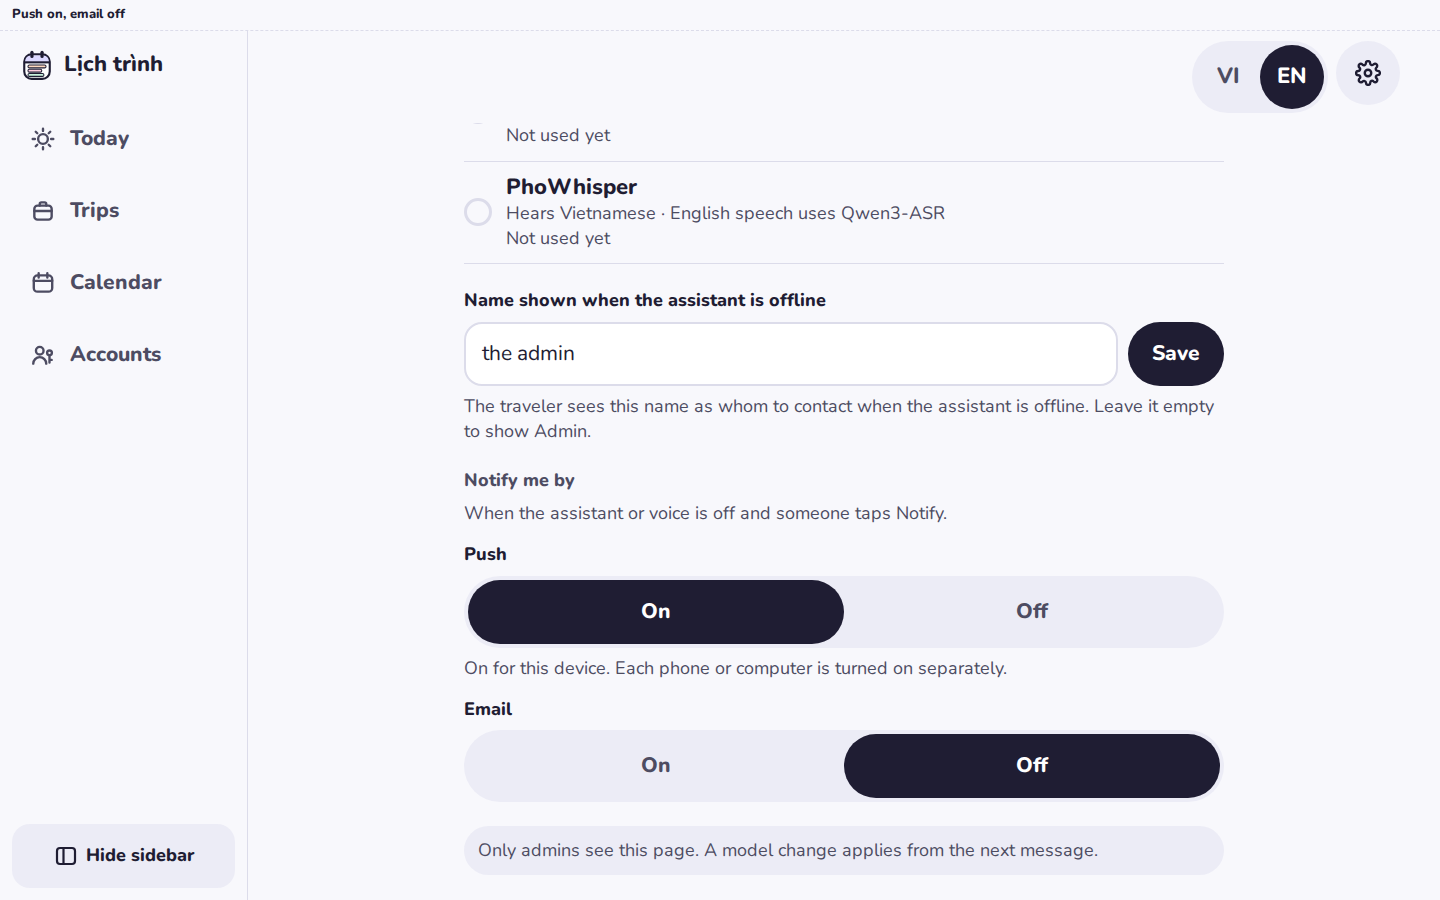 Push on, email off
Lịch trình
VI
EN
Today
Trips
Calendar
Accounts
Hide sidebar
Not used yet
PhoWhisper
Hears Vietnamese · English speech uses Qwen3-ASR
Not used yet
Name shown when the assistant is offline
the admin
Save
The traveler sees this name as whom to contact when the assistant is offline. Leave it empty
to show Admin.
Notify me by
When the assistant or voice is off and someone taps Notify.
Push
On
Off
On for this device. Each phone or computer is turned on separately.
Email
On
Off
Only admins see this page. A model change applies from the next message.